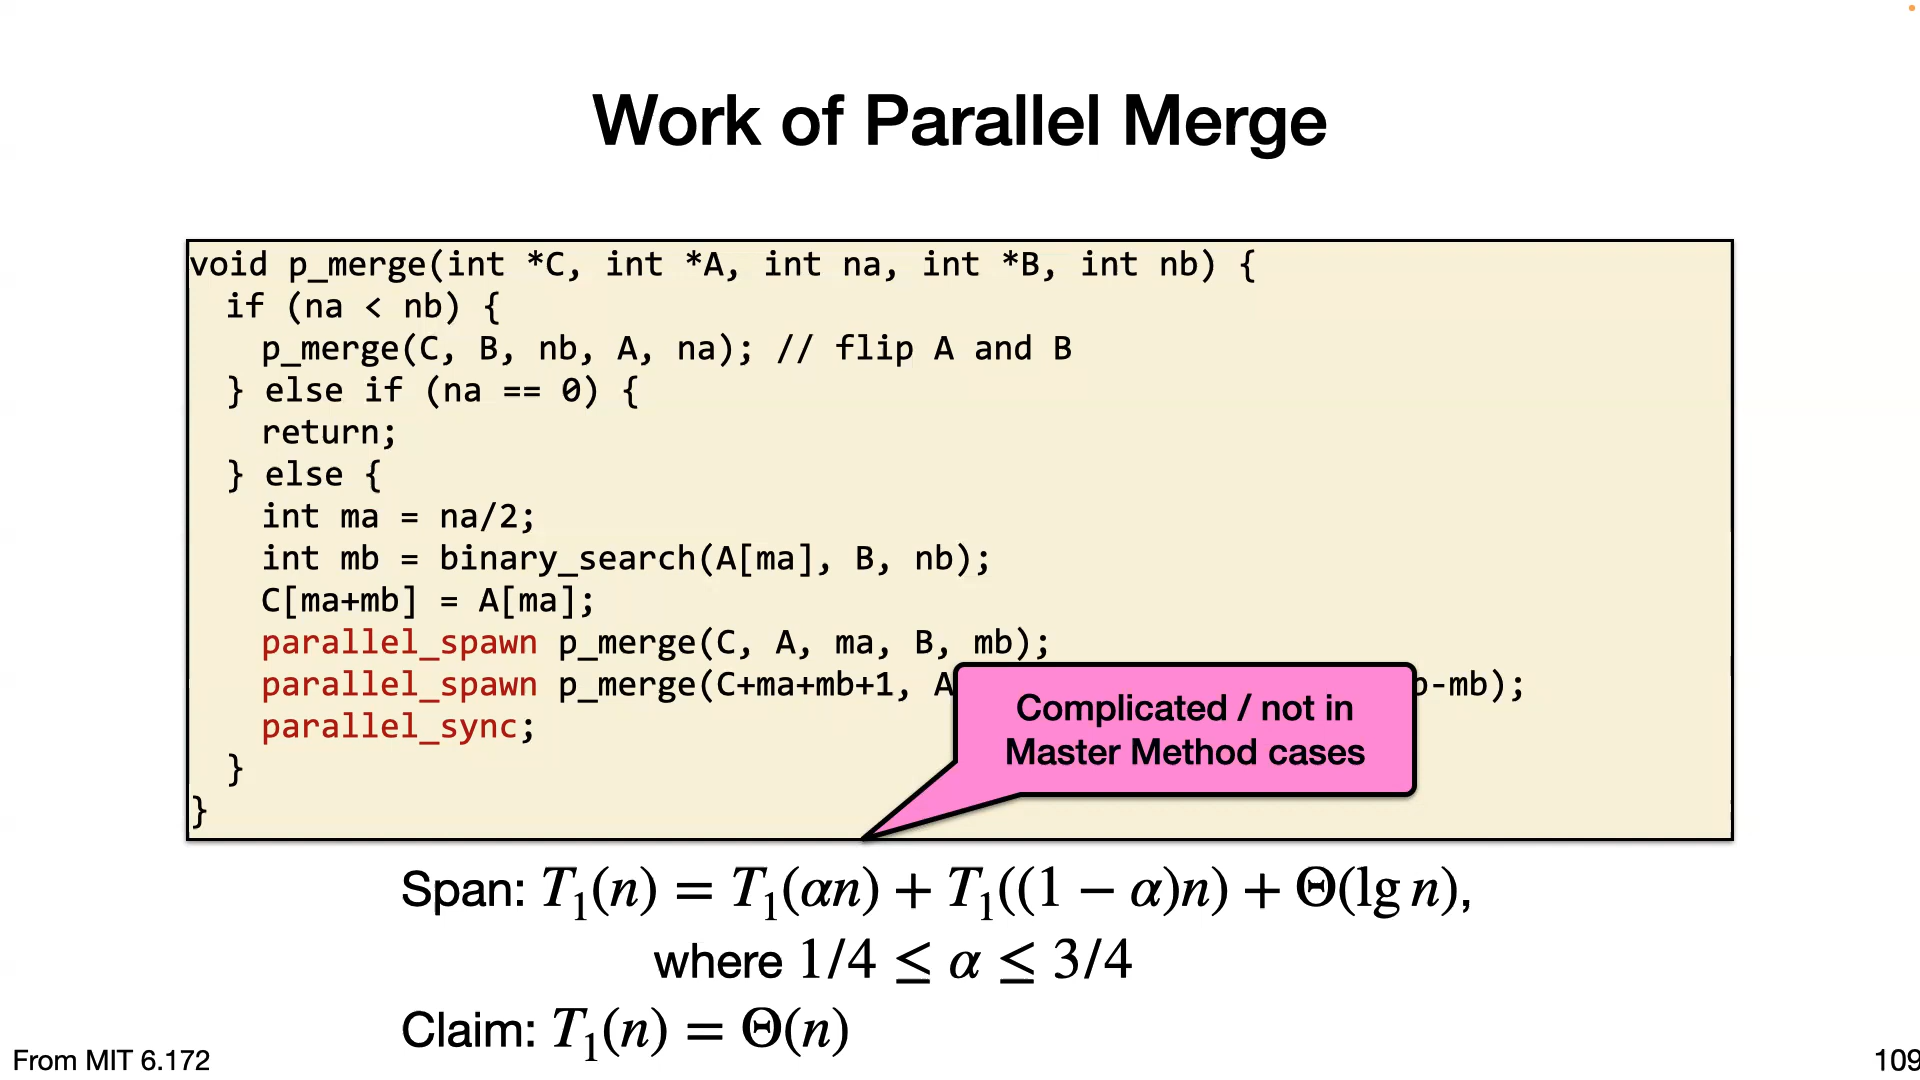 Work of Parallel Merge
void p_merge(int *C, int *A, int na, int *B, int nb) {
if (na < nb) {
p_merge(C, B, nb, A, na); // flip A and B
} else if (na == 0) {
return;
} else {
int ma = na/2;
int mb = binary_search(A[ma], B, nb);
C[ma+mb] = A[ma];
parallel_spawn p_merge(C, A, ma, B, mb);
parallel_spawn p_merge(C+ma+mb+1, A -mb);
parallel_sync;
}
}
Complicated / not in
Master Method cases
Span: T₁(n) = T₁(αn) + T₁((1 − α)n) + Θ(lg n),
where 1/4 ≤ α ≤ 3/4
Claim: T₁(n) = Θ(n)
From MIT 6.172
109